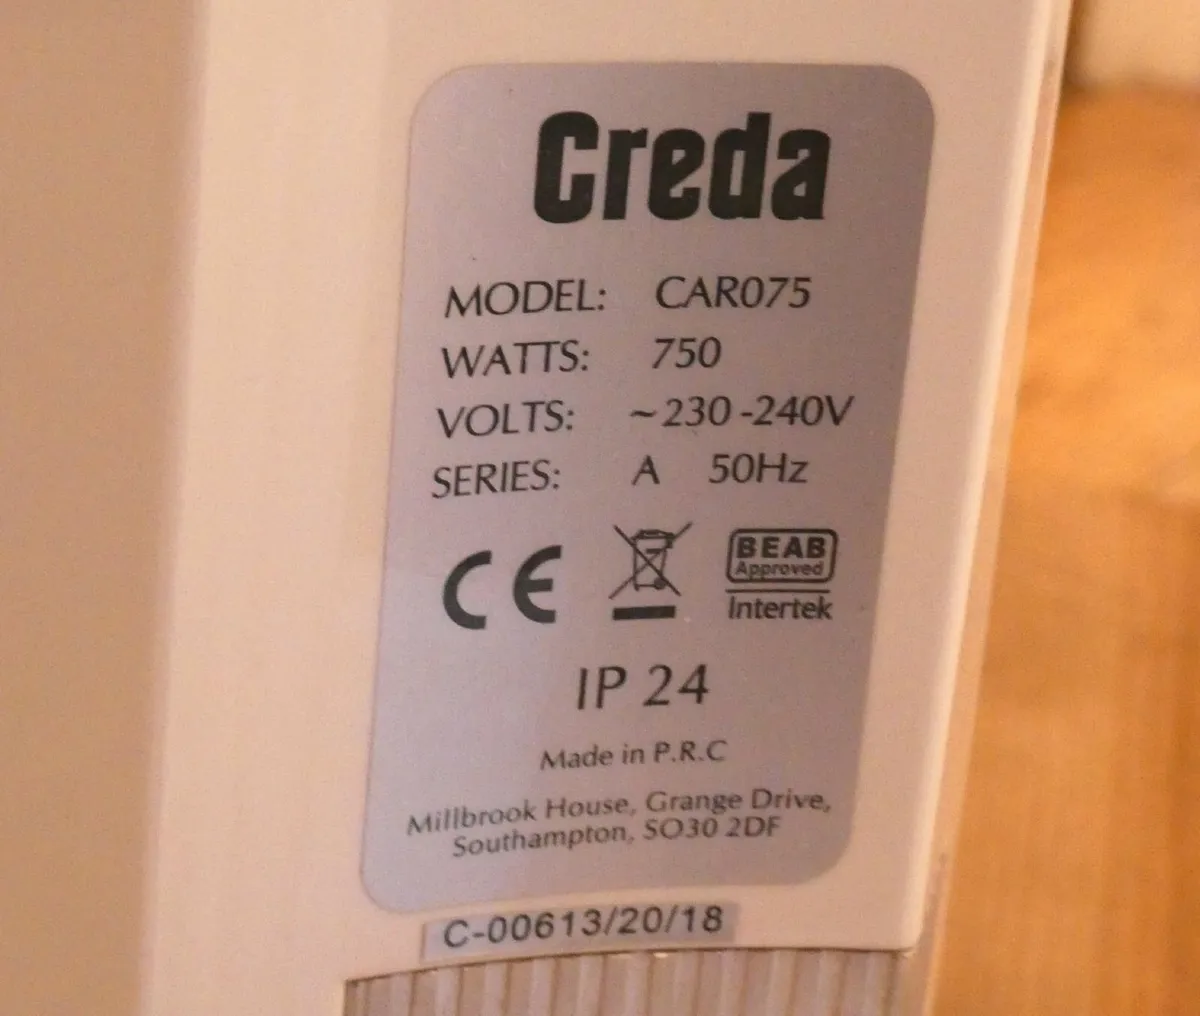 Creda
MODEL: CAR075
WATTS: 750
VOLTS: ~230-240V
SERIES: A 50Hz
CE
BEAB
Approved
Intertek
IP 24
Made in P.R.C
Millbrook House, Grange Drive,
Southampton, SO30 2DF
C-00613/20/18